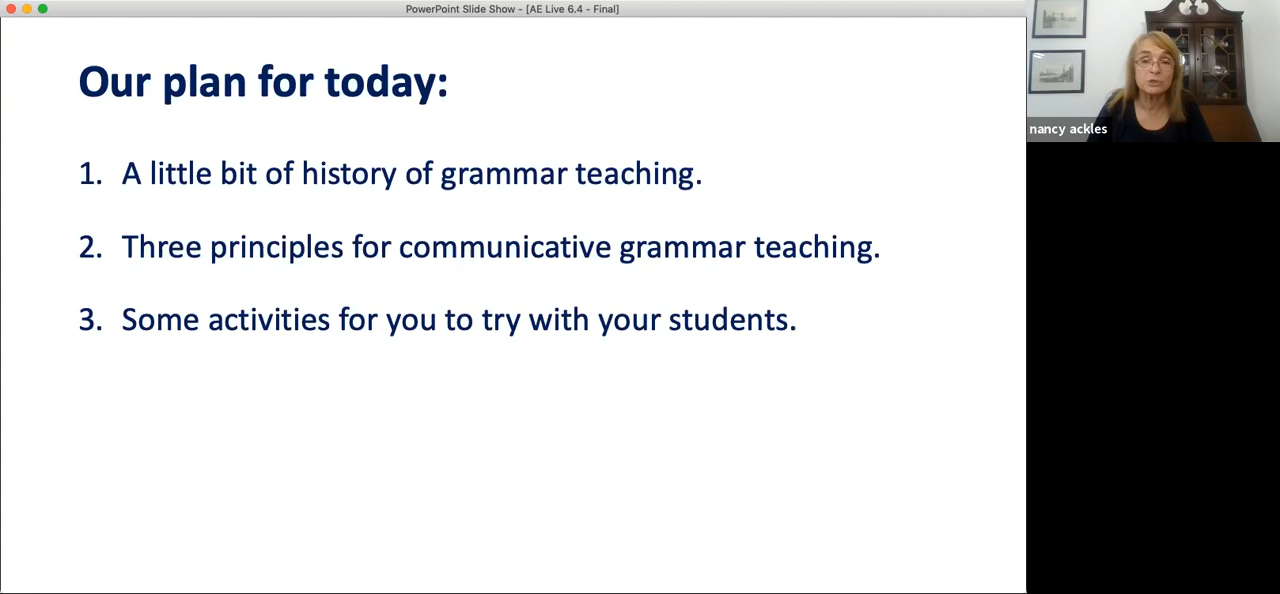 PowerPoint Slide Show - [AE Live 6.4 - Final]
Our plan for today:
1. A little bit of history of grammar teaching.
2. Three principles for communicative grammar teaching.
3. Some activities for you to try with your students.
nancy ackles